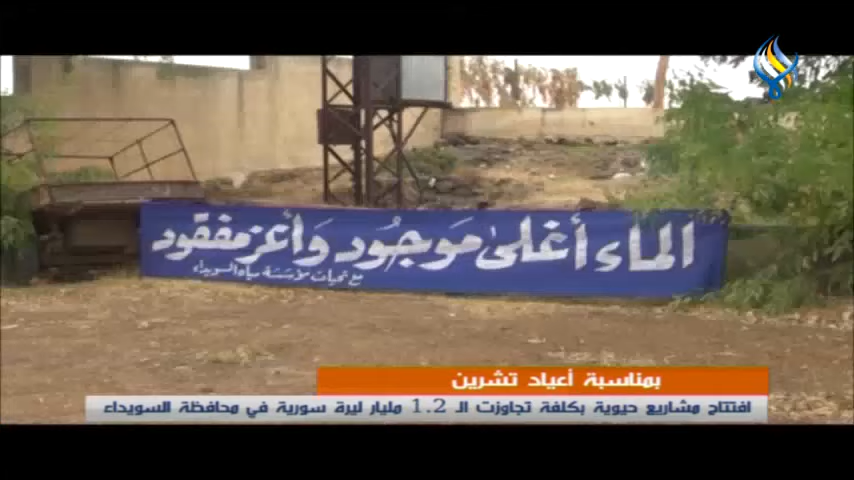 الماء أغلى موجود وأعز مفقود
مع تحيات مؤسسة مياه السويداء
بمناسبة أعياد تشرين
افتتاح مشاريع حيوية بكلفة تجاوزت الـ 1.2 مليار ليرة سورية في محافظة السويداء